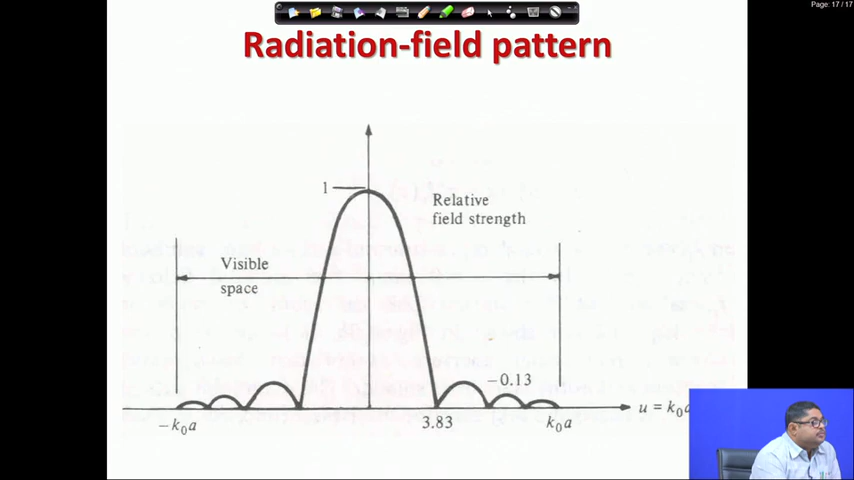 Page: 17 / 17
Radiation-field pattern
1
Relative
field strength
Visible
space
-0.13
-k₀a
3.83
k₀a
u = k₀a